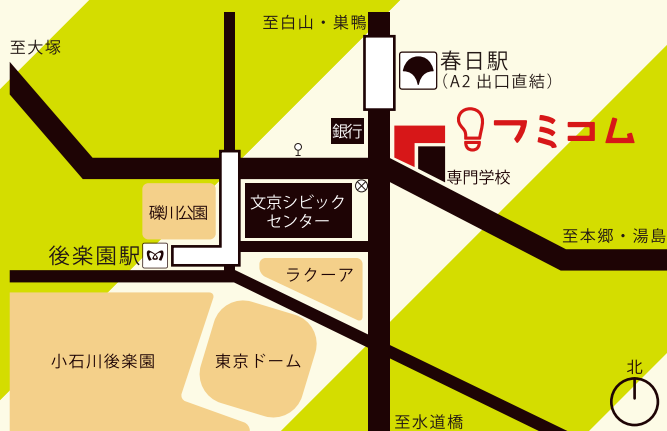 至白山・巣鴨
至大塚
春日駅
(A2 出口直結)
銀行
フミコム
専門学校
文京シビック
センター
礫川公園
至本郷・湯島
後楽園駅
ラクーア
小石川後楽園
東京ドーム
北
至水道橋